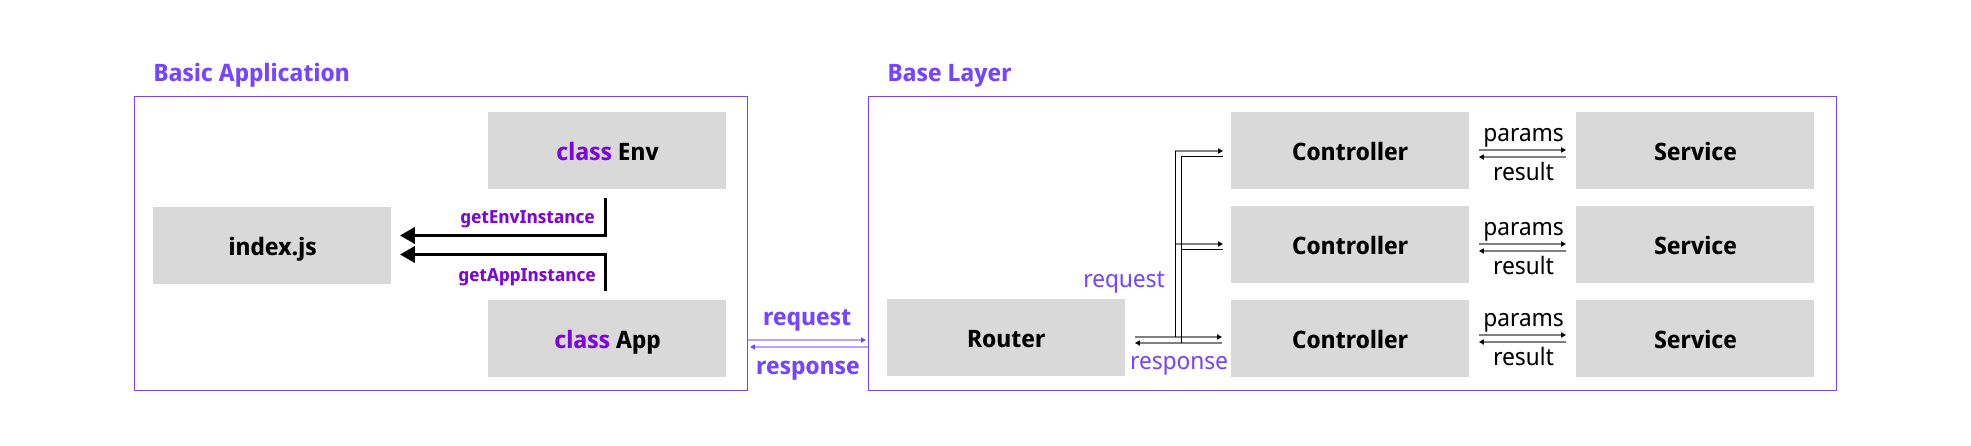 Basic Application
class Env
getEnvInstance
index.js
getAppInstance
class App
request
response
Base Layer
Controller
params
result
Service
Controller
params
result
Service
request
Router
response
Controller
params
result
Service